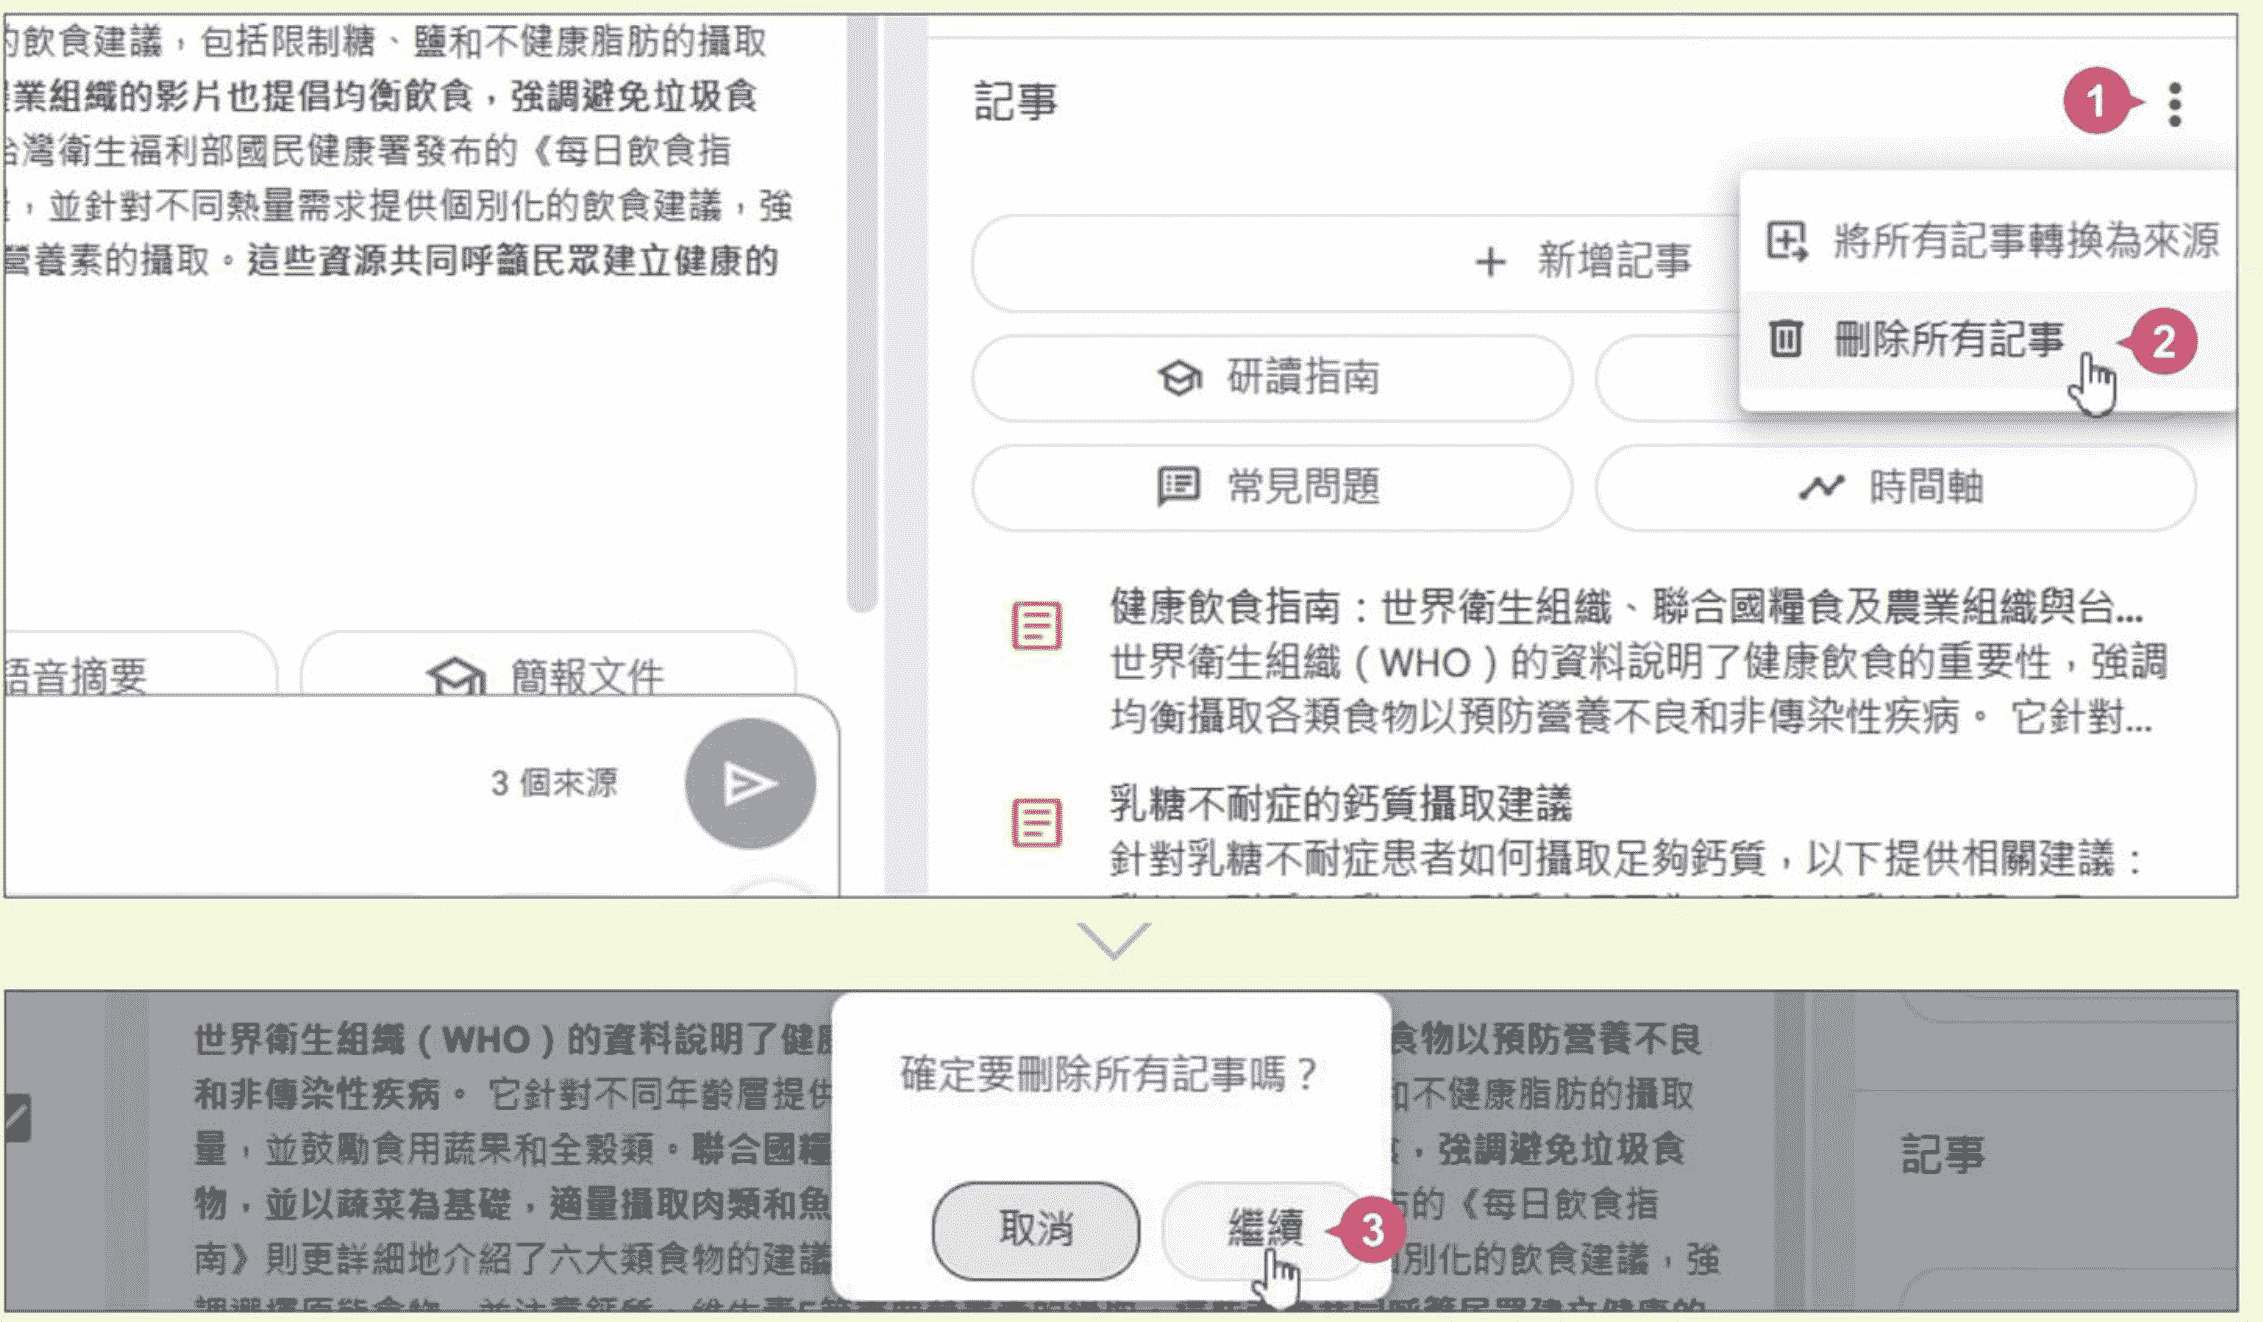 的飲食建議，包括限制糖、鹽和不健康脂肪的攝取
業組織的影片也提倡均衡飲食，強調避免垃圾食
台灣衛生福利部國民健康署發布的《每日飲食指
，並針對不同熱量需求提供個別化的飲食建議，強
營養素的攝取。這些資源共同呼籲民眾建立健康的
語音摘要
簡報文件
3 個來源
記事
1
將所有記事轉換為來源
刪除所有記事
2
+ 新增記事
研讀指南
常見問題
時間軸
健康飲食指南：世界衛生組織、聯合國糧食及農業組織與台...
世界衛生組織（WHO）的資料說明了健康飲食的重要性，強調
均衡攝取各類食物以預防營養不良和非傳染性疾病。 它針對...
乳糖不耐症的鈣質攝取建議
針對乳糖不耐症患者如何攝取足夠鈣質，以下提供相關建議：
世界衛生組織（WHO）的資料說明了健
食物以預防營養不良
和非傳染性疾病。 它針對不同年齡層提供
和不健康脂肪的攝取
量，並鼓勵食用蔬果和全穀類。聯合國糧
，強調避免垃圾食
物，並以蔬菜為基礎，適量攝取肉類和魚
布的《每日飲食指
南》則更詳細地介紹了六大類食物的建議
個別化的飲食建議，強
確定要刪除所有記事嗎？
取消
繼續
3
記事